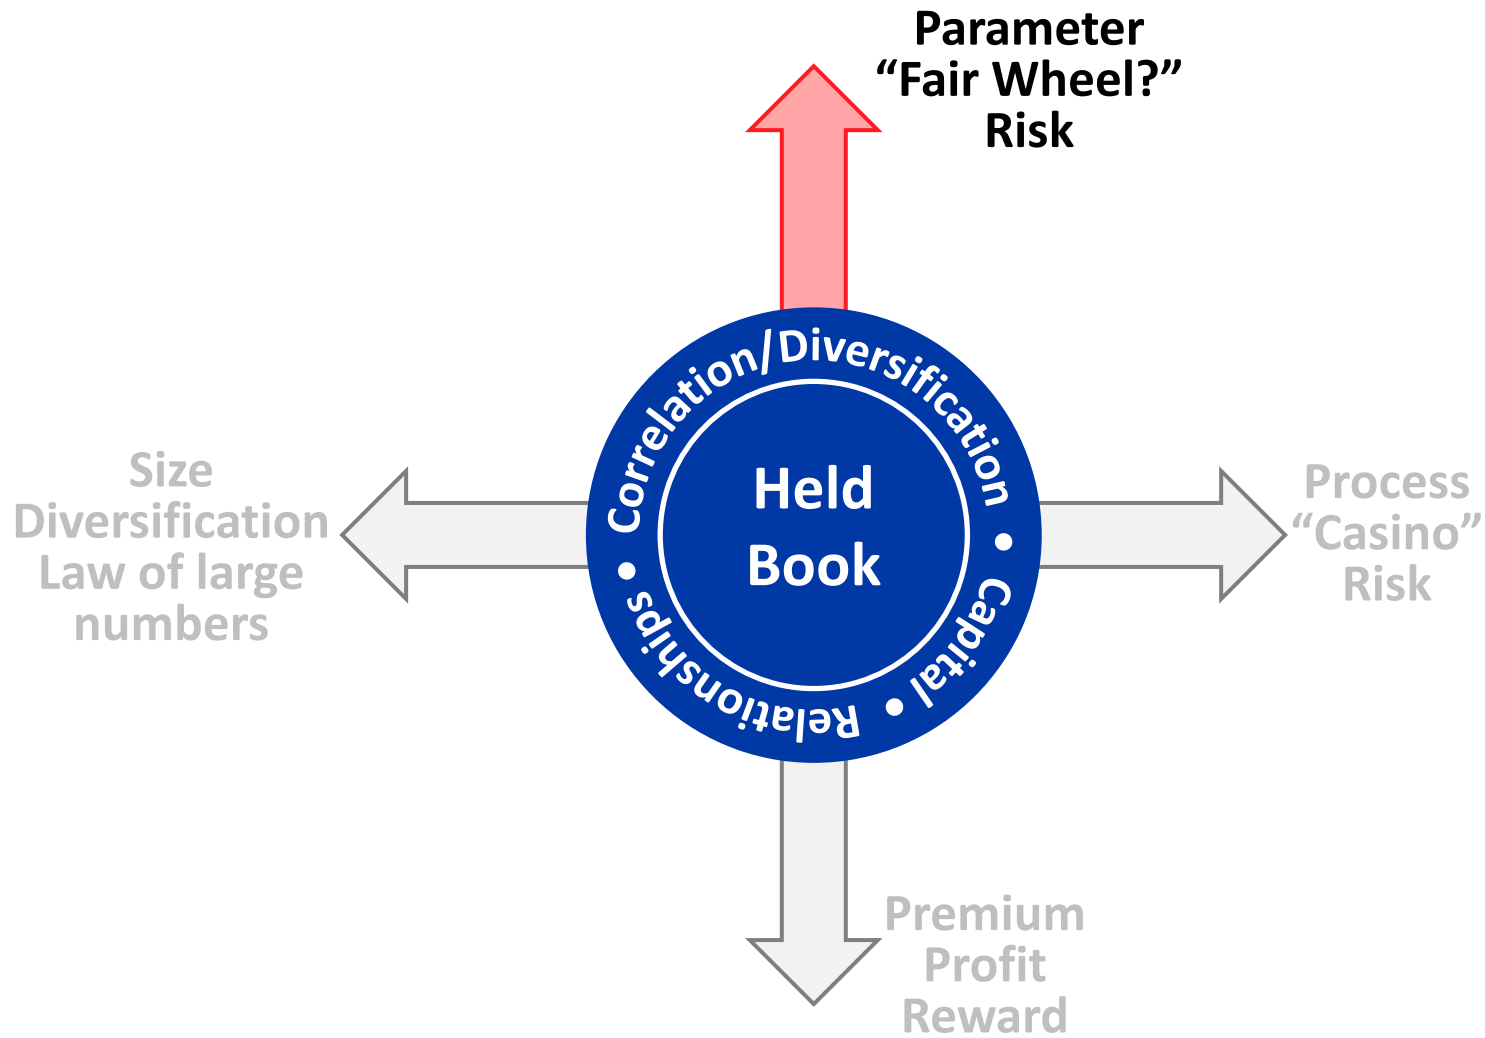 Parameter
“Fair Wheel?”
Risk
Size
Diversification
Law of large
numbers
Correlation/Diversification • Capital • Relationships •
Held
Book
Process
“Casino”
Risk
Premium
Profit
Reward